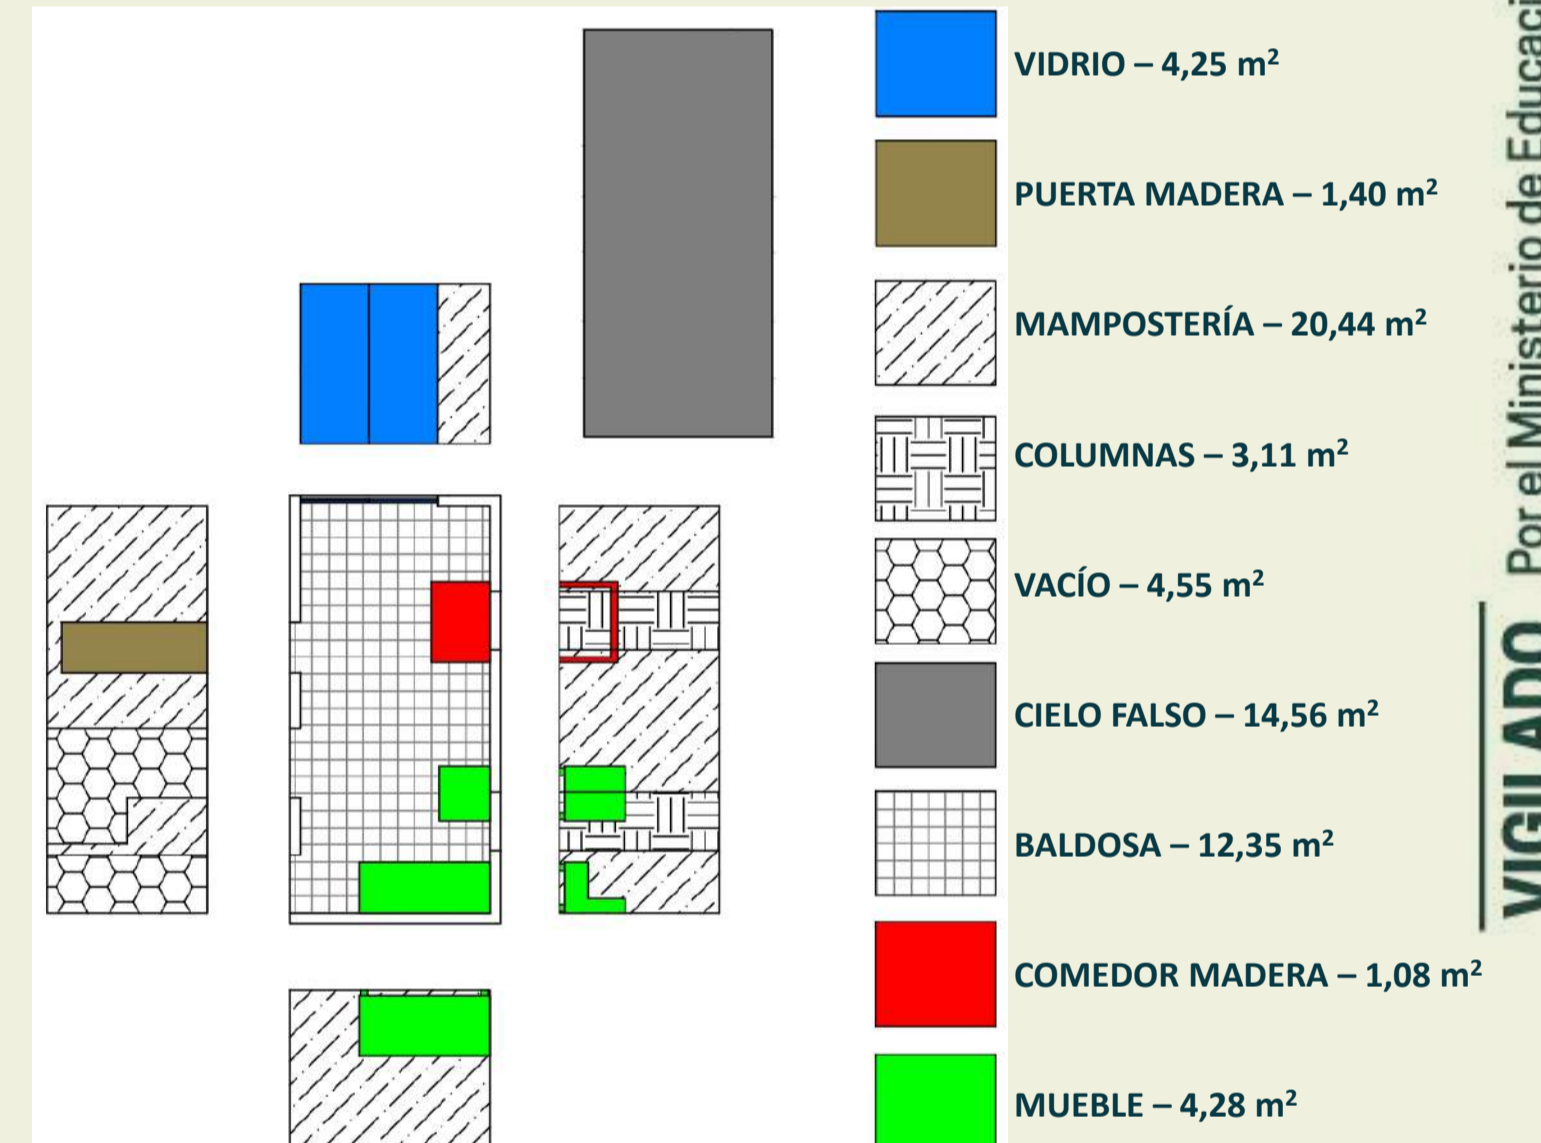 VIDRIO – 4,25 m²
PUERTA MADERA – 1,40 m²
MAMPOSTERÍA – 20,44 m²
COLUMNAS – 3,11 m²
VACÍO – 4,55 m²
CIELO FALSO – 14,56 m²
BALDOSA – 12,35 m²
COMEDOR MADERA – 1,08 m²
MUEBLE – 4,28 m²
VIGILADO Por el Ministerio de